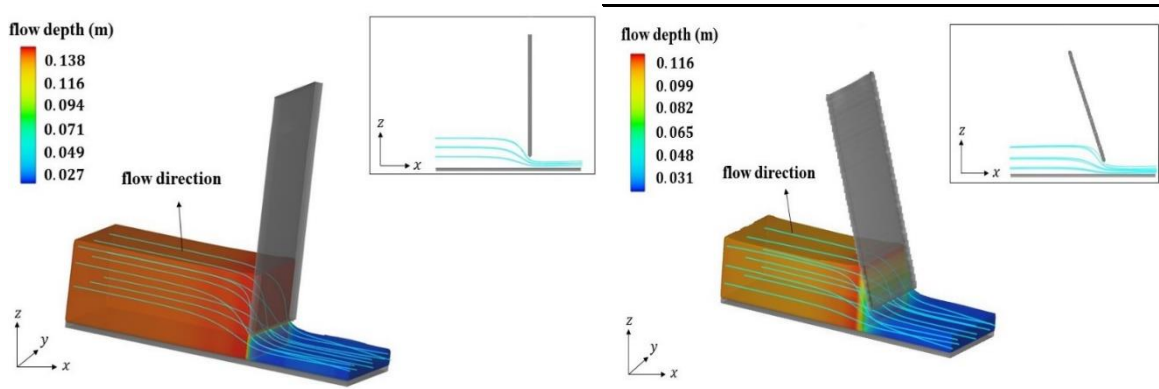 flow depth (m)
0.138
0.116
0.094
0.071
0.049
0.027
flow direction
z
y
x
z
x
flow depth (m)
0.116
0.099
0.082
0.065
0.048
0.031
flow direction
z
y
x
z
x